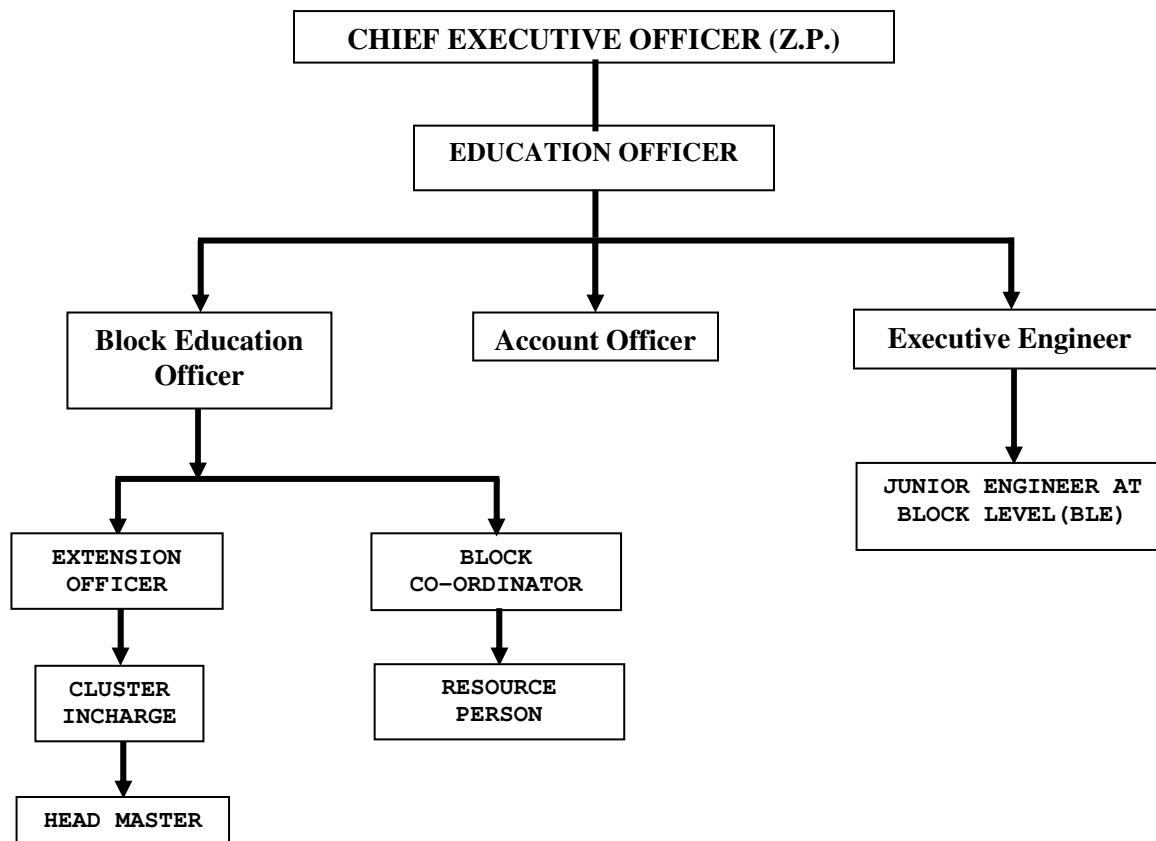 CHIEF EXECUTIVE OFFICER (Z.P.)
EDUCATION OFFICER
Block Education
Officer
Account Officer
Executive Engineer
JUNIOR ENGINEER AT
BLOCK LEVEL(BLE)
EXTENSION
OFFICER
BLOCK
CO-ORDINATOR
CLUSTER
INCHARGE
RESOURCE
PERSON
HEAD MASTER